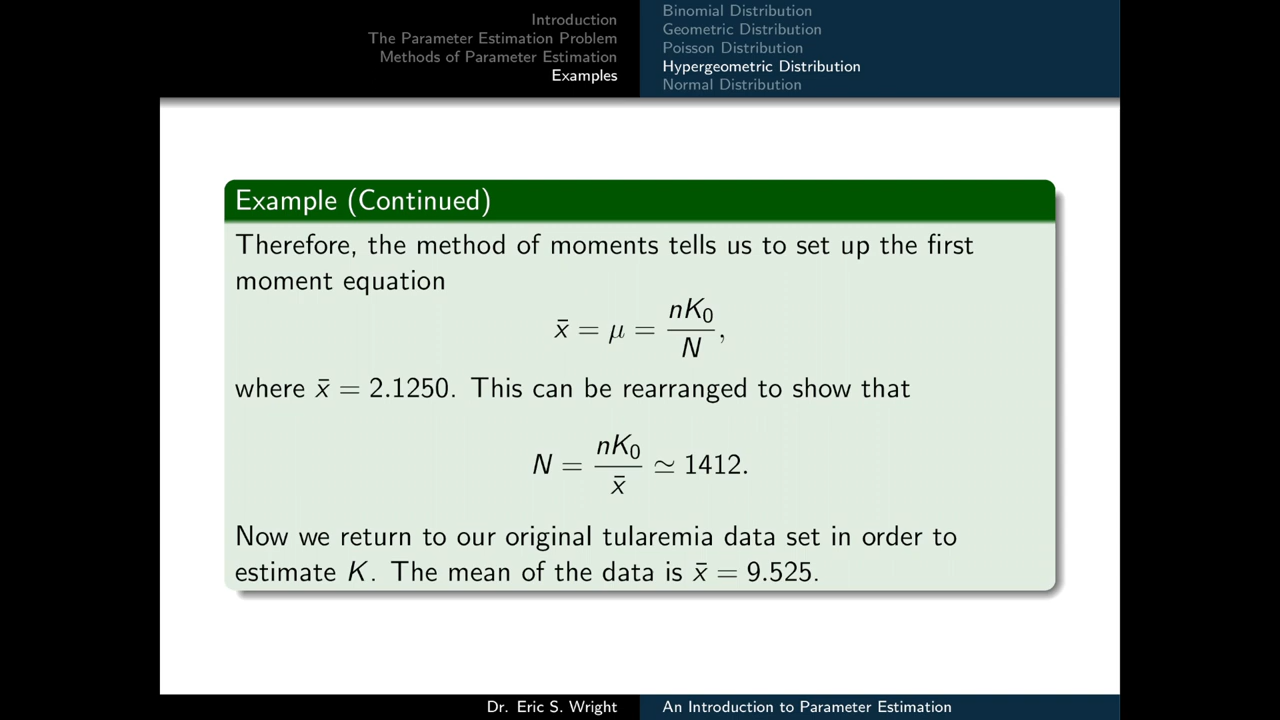 Introduction
The Parameter Estimation Problem
Methods of Parameter Estimation
Examples
Binomial Distribution
Geometric Distribution
Poisson Distribution
Hypergeometric Distribution
Normal Distribution
Example (Continued)
Therefore, the method of moments tells us to set up the first
moment equation
x̄ = μ = nK₀/N,
where x̄ = 2.1250. This can be rearranged to show that
N = nK₀/x̄ ≃ 1412.
Now we return to our original tularemia data set in order to
estimate K. The mean of the data is x̄ = 9.525.
Dr. Eric S. Wright
An Introduction to Parameter Estimation